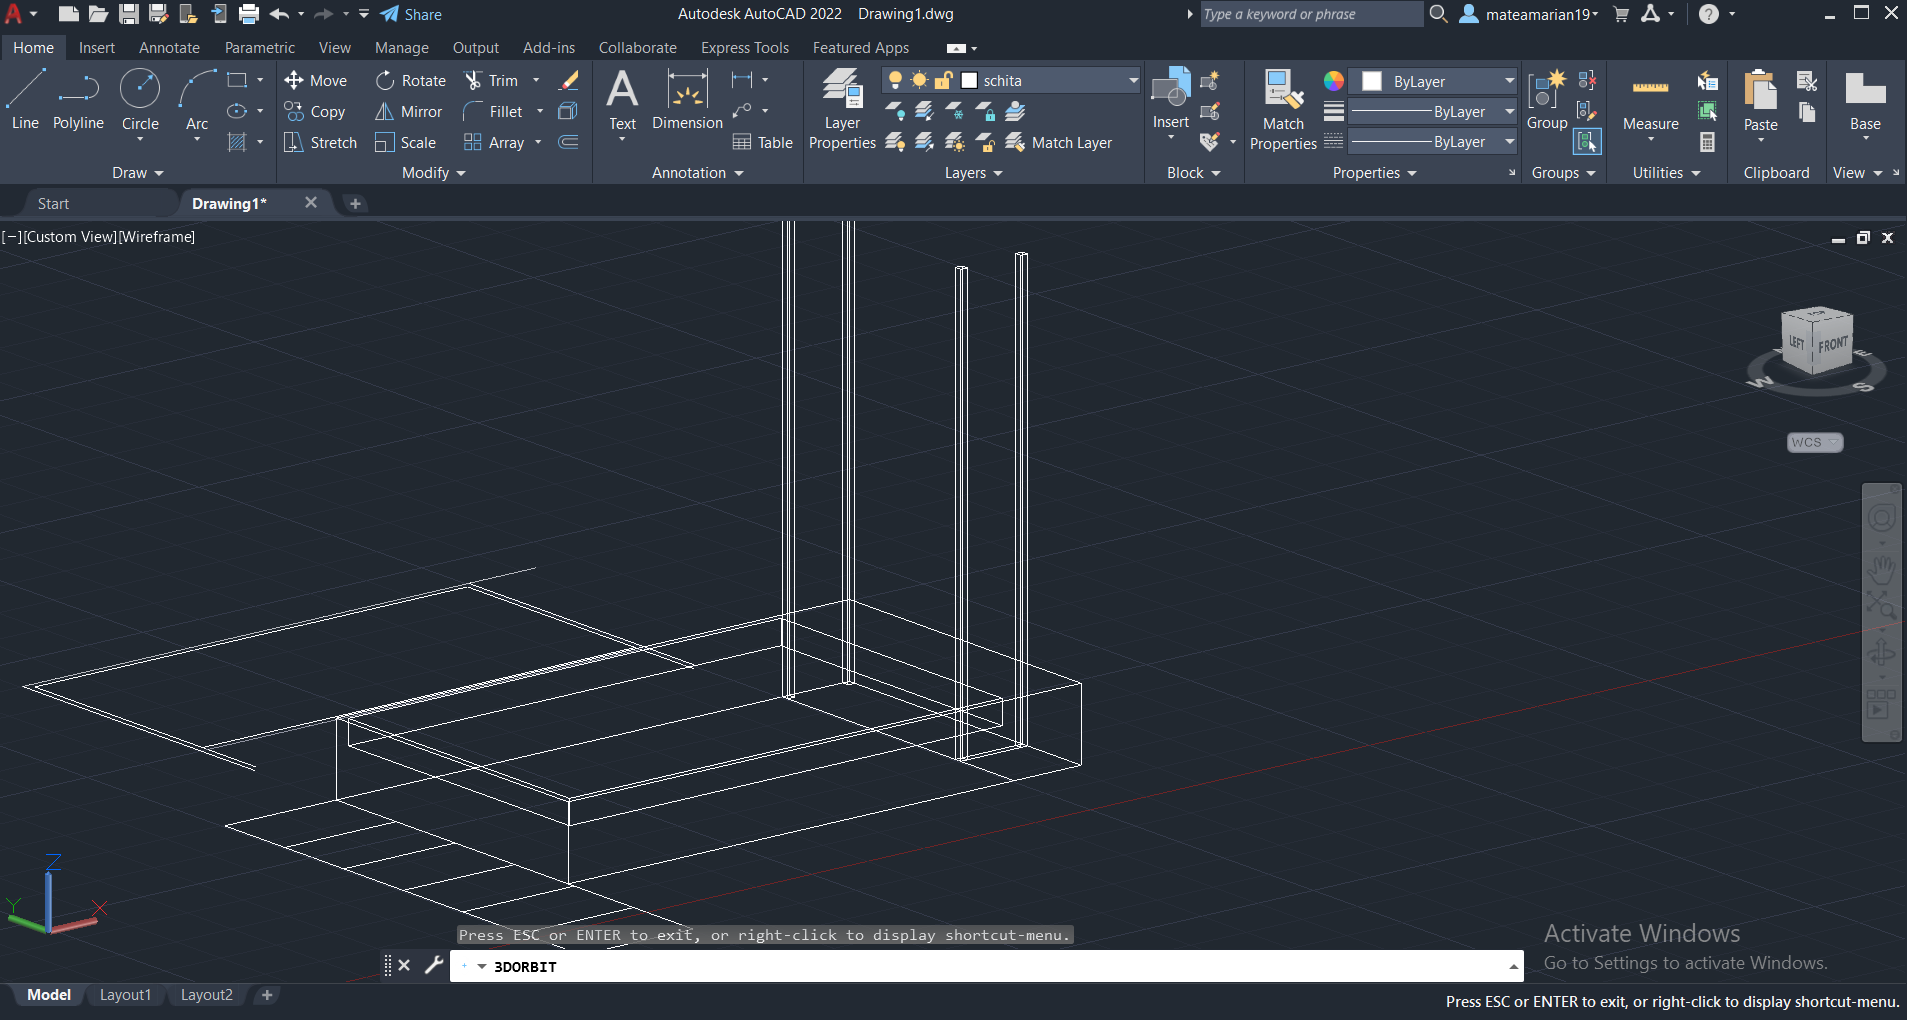 Share
Autodesk AutoCAD 2022 Drawing1.dwg
Type a keyword or phrase
mateamarian19
Home Insert Annotate Parametric View Manage Output Add-ins Collaborate Express Tools Featured Apps
Line Polyline Circle Arc
Move Rotate Trim
Copy Mirror Fillet
Stretch Scale Array
Text Dimension Table
Layer
Properties
schita
Match Layer
Insert
Match
Properties
ByLayer
ByLayer
ByLayer
Group
Measure
Paste
Base
Draw Modify Annotation Layers Block Properties Groups Utilities Clipboard View
Start Drawing1* +
[−][Custom View][Wireframe]
TOP
LEFT FRONT
W S E
WCS
Z
Y X
Press ESC or ENTER to exit, or right-click to display shortcut-menu.
3DORBIT
Activate Windows
Go to Settings to activate Windows.
Model Layout1 Layout2 +
Press ESC or ENTER to exit, or right-click to display shortcut-menu.